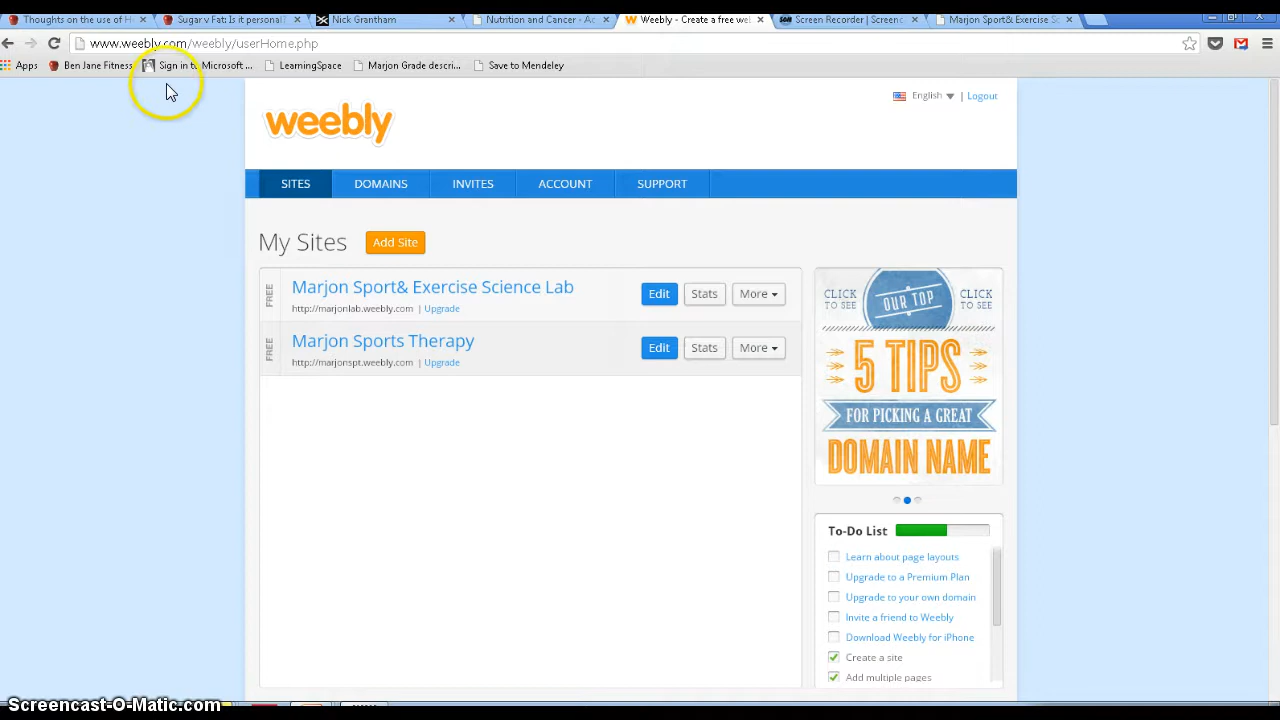 Thoughts on the use of H
Sugar v Fat: Is it personal?
Nick Grantham
Nutrition and Cancer - Ac
Weebly - Create a free we
Screen Recorder | Screenc
Marjon Sport& Exercise Sc
www.weebly.com/weebly/userHome.php
Apps
Ben Jane Fitness
Sign in to Microsoft ...
LearningSpace
Marjon Grade descri...
Save to Mendeley
English | Logout
weebly
SITES
DOMAINS
INVITES
ACCOUNT
SUPPORT
My Sites
Add Site
FREE
Marjon Sport& Exercise Science Lab
http://marjonlab.weebly.com | Upgrade
Edit
Stats
More
FREE
Marjon Sports Therapy
http://marjonspt.weebly.com | Upgrade
Edit
Stats
More
CLICK TO SEE
OUR TOP
CLICK TO SEE
5 TIPS
FOR PICKING A GREAT
DOMAIN NAME
To-Do List
Learn about page layouts
Upgrade to a Premium Plan
Upgrade to your own domain
Invite a friend to Weebly
Download Weebly for iPhone
Create a site
Add multiple pages
Screencast-O-Matic.com